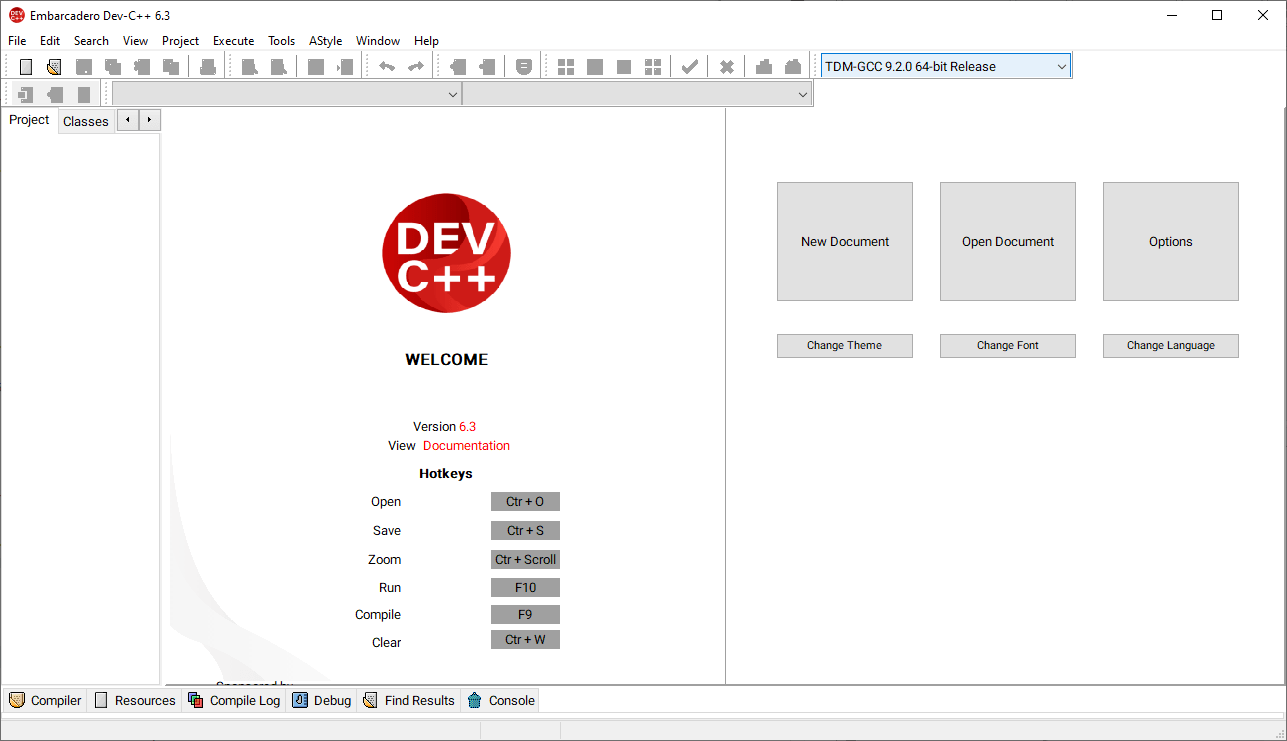 Embarcadero Dev-C++ 6.3
File Edit Search View Project Execute Tools AStyle Window Help
TDM-GCC 9.2.0 64-bit Release
Project Classes
DEV
C++
WELCOME
Version 6.3
View Documentation
Hotkeys
Open Ctr + O
Save Ctr + S
Zoom Ctr + Scroll
Run F10
Compile F9
Clear Ctr + W
Sponsored by
New Document Open Document Options
Change Theme Change Font Change Language
Compiler Resources Compile Log Debug Find Results Console